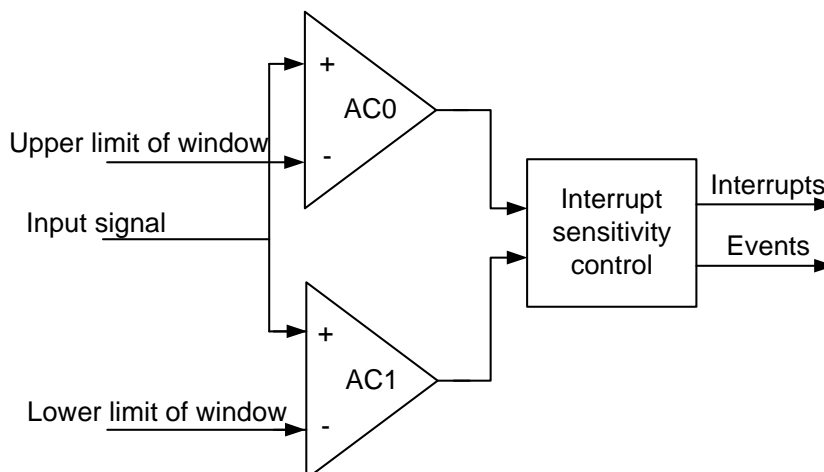 +
AC0
Upper limit of window
-
Input signal
Interrupt
sensitivity
control
Interrupts
Events
+
AC1
Lower limit of window
-